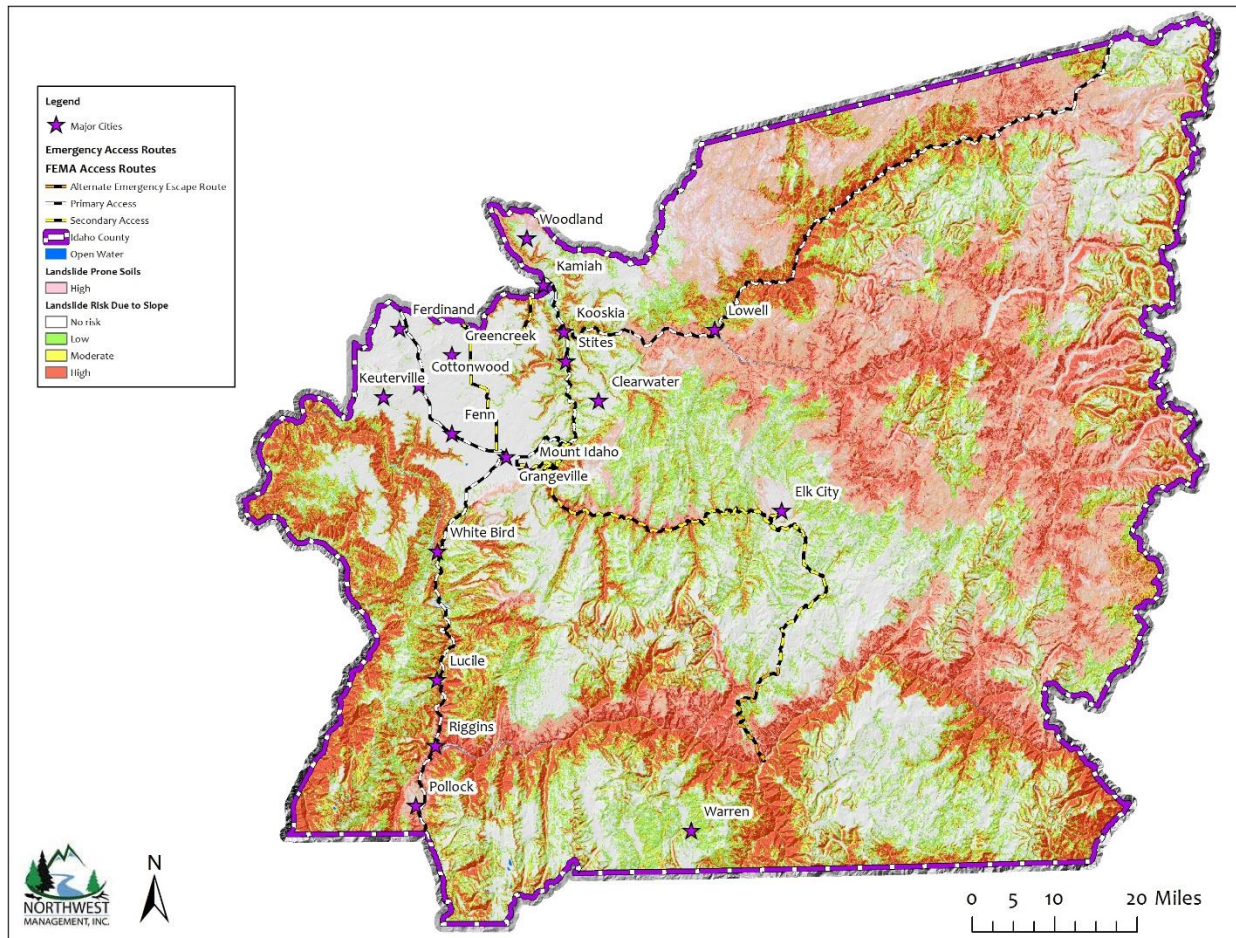 Legend
Major Cities
Emergency Access Routes
FEMA Access Routes
Alternate Emergency Escape Route
Primary Access
Secondary Access
Idaho County
Open Water
Landslide Prone Soils
High
Landslide Risk Due to Slope
No risk
Low
Moderate
High
Woodland
Kamiah
Ferdinand
Kooskia
Lowell
Greencreek
Stites
Cottonwood
Keuterville
Clearwater
Fenn
Mount Idaho
Grangeville
Elk City
White Bird
Lucile
Riggins
Pollock
Warren
NORTHWEST
MANAGEMENT, INC.
N
0 5 10 20 Miles